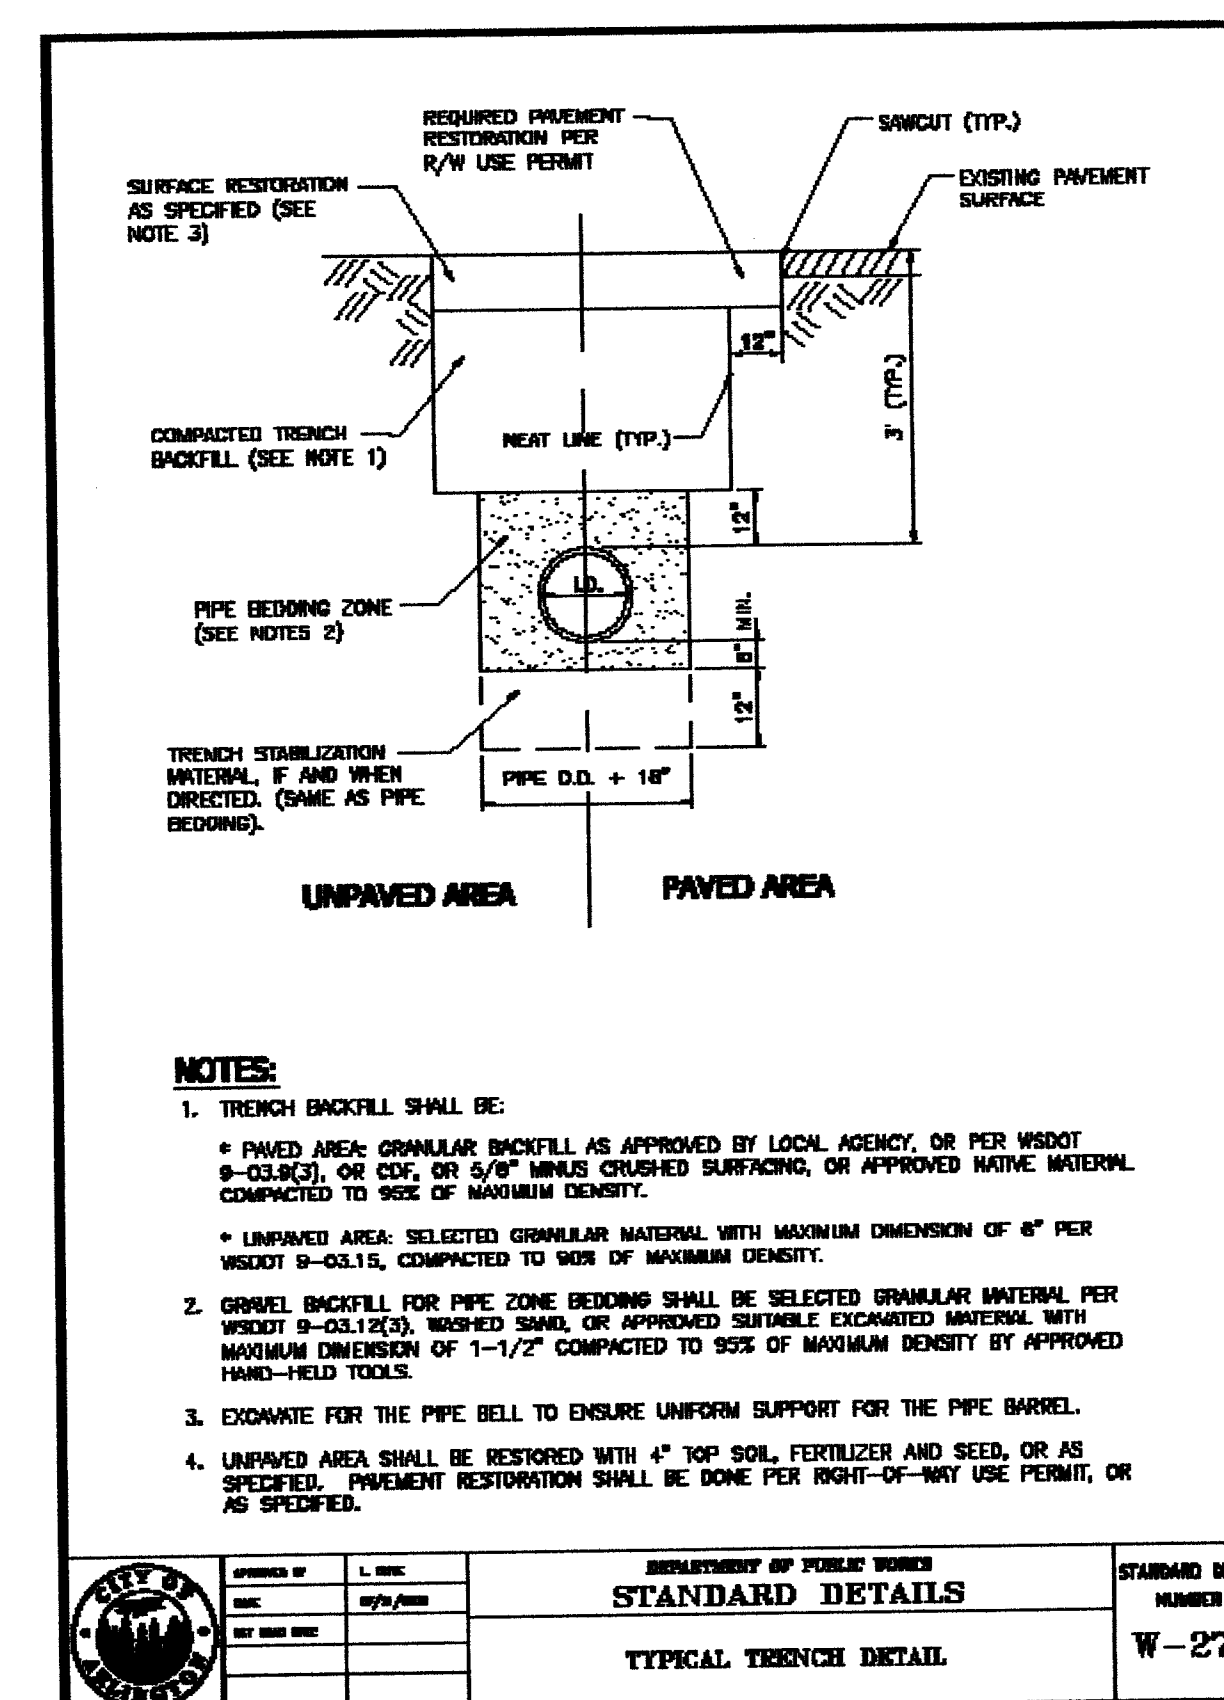 REQUIRED PAVEMENT
RESTORATION PER
R/W USE PERMIT
SAWCUT (TYP.)
SURFACE RESTORATION
AS SPECIFIED (SEE
NOTE 3)
EXISTING PAVEMENT
SURFACE
12"
3' (TYP.)
COMPACTED TRENCH
BACKFILL (SEE NOTE 1)
NEAT LINE (TYP.)
12"
I.D.
PIPE BEDDING ZONE
(SEE NOTES 2)
MIN.
12"
TRENCH STABILIZATION
MATERIAL, IF AND WHEN
DIRECTED. (SAME AS PIPE
BEDDING).
PIPE O.D. + 18"
UNPAVED AREA
PAVED AREA
NOTES:
1. TRENCH BACKFILL SHALL BE:
* PAVED AREA: GRANULAR BACKFILL AS APPROVED BY LOCAL AGENCY, OR PER WSDOT
OR CDF, OR 5/8" MINUS CRUSHED SURFACING, OR APPROVED NATIVE MATERIAL
COMPACTED TO 95% OF MAXIMUM DENSITY.
* UNPAVED AREA: SELECTED GRANULAR MATERIAL WITH MAXIMUM DIMENSION OF 6" PER
WSDOT 9-03.15, COMPACTED TO 90% OF MAXIMUM DENSITY.
2. GRAVEL BACKFILL FOR PIPE ZONE BEDDING SHALL BE SELECTED GRANULAR MATERIAL PER
WSDOT 9-03.12(3), WASHED SAND, OR APPROVED SUITABLE EXCAVATED MATERIAL WITH
MAXIMUM DIMENSION OF 1-1/2" COMPACTED TO 95% OF MAXIMUM DENSITY BY APPROVED
HAND-HELD TOOLS.
3. EXCAVATE FOR THE PIPE BELL TO ENSURE UNIFORM SUPPORT FOR THE PIPE BARREL.
4. UNPAVED AREA SHALL BE RESTORED WITH 4" TOP SOIL, FERTILIZER AND SEED, OR AS
SPECIFIED. PAVEMENT RESTORATION SHALL BE DONE PER RIGHT-OF-WAY USE PERMIT, OR
AS SPECIFIED.
CITY OF
ARLINGTON
APPROVED BY
DATE
DEPARTMENT OF PUBLIC WORKS
STANDARD DETAILS
TYPICAL TRENCH DETAIL
STANDARD
NUMBER
W-27